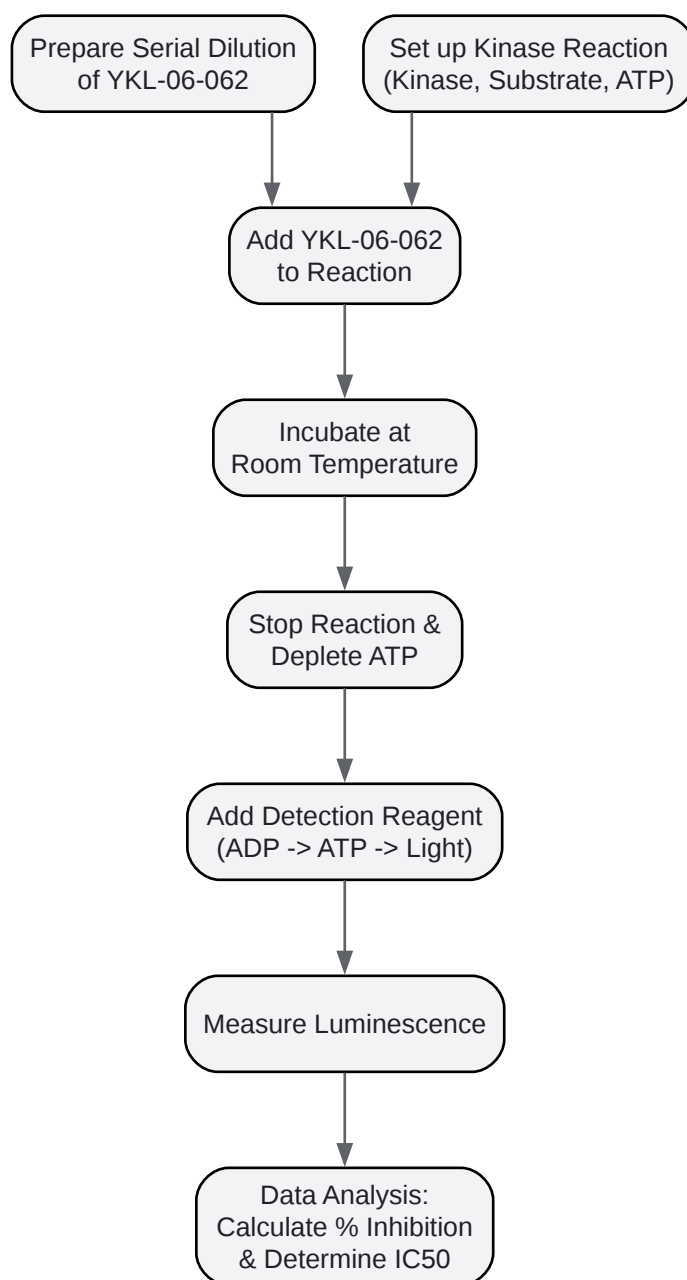 Prepare Serial Dilution
of YKL-06-062
Set up Kinase Reaction
(Kinase, Substrate, ATP)
Add YKL-06-062
to Reaction
Incubate at
Room Temperature
Stop Reaction &
Deplete ATP
Add Detection Reagent
(ADP -> ATP -> Light)
Measure Luminescence
Data Analysis:
Calculate % Inhibition
& Determine IC50